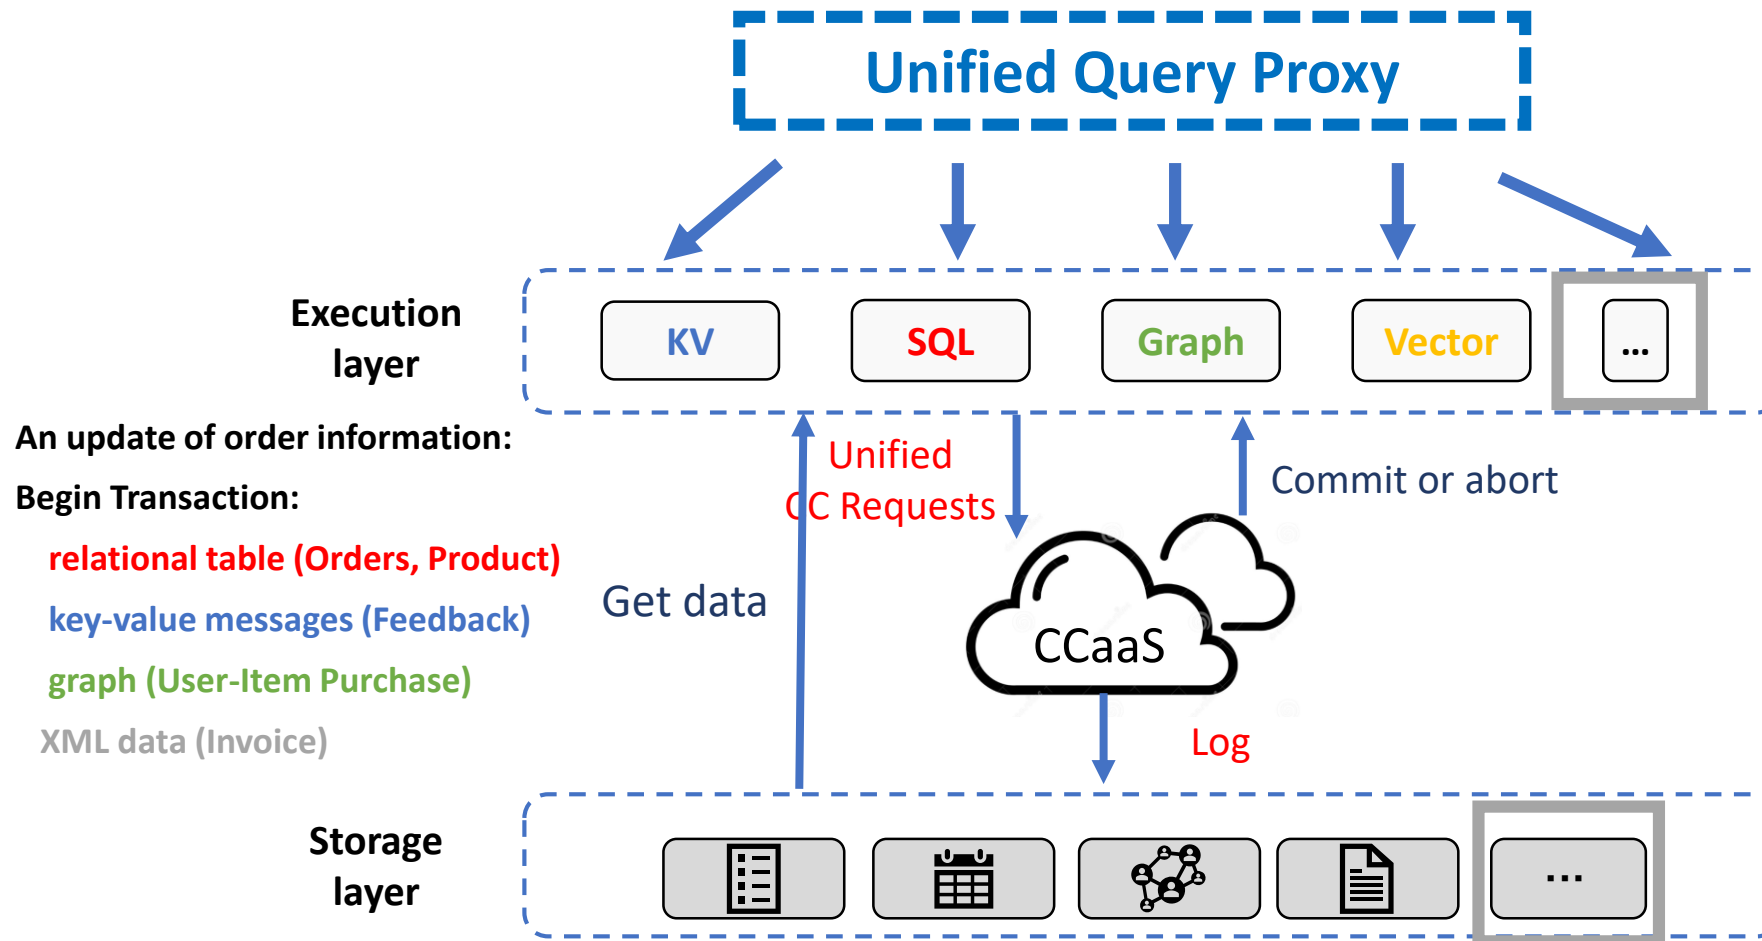 Unified Query Proxy
Execution
layer
KV
SQL
Graph
Vector
...
An update of order information:
Begin Transaction:
relational table (Orders, Product)
key-value messages (Feedback)
graph (User-Item Purchase)
XML data (Invoice)
Unified
CC Requests
Commit or abort
Get data
CCaaS
Log
Storage
layer
...